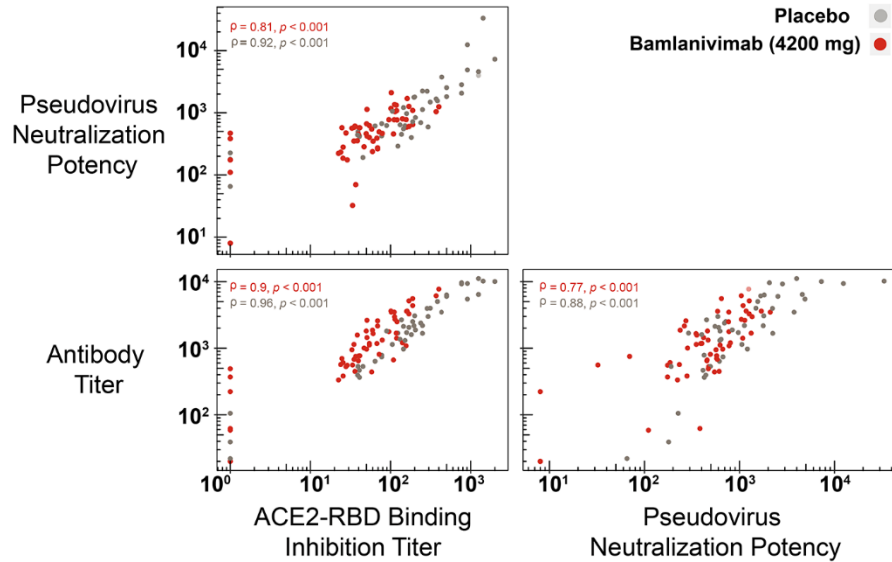 Placebo
Bamlanivimab (4200 mg)
ρ = 0.81, p < 0.001
ρ = 0.92, p < 0.001
Pseudovirus
Neutralization
Potency
10⁴
10³
10²
10¹
ρ = 0.9, p < 0.001
ρ = 0.96, p < 0.001
ρ = 0.77, p < 0.001
ρ = 0.88, p < 0.001
Antibody
Titer
10⁴
10³
10²
10⁰ 10¹ 10² 10³
10¹ 10² 10³ 10⁴
ACE2-RBD Binding
Inhibition Titer
Pseudovirus
Neutralization Potency